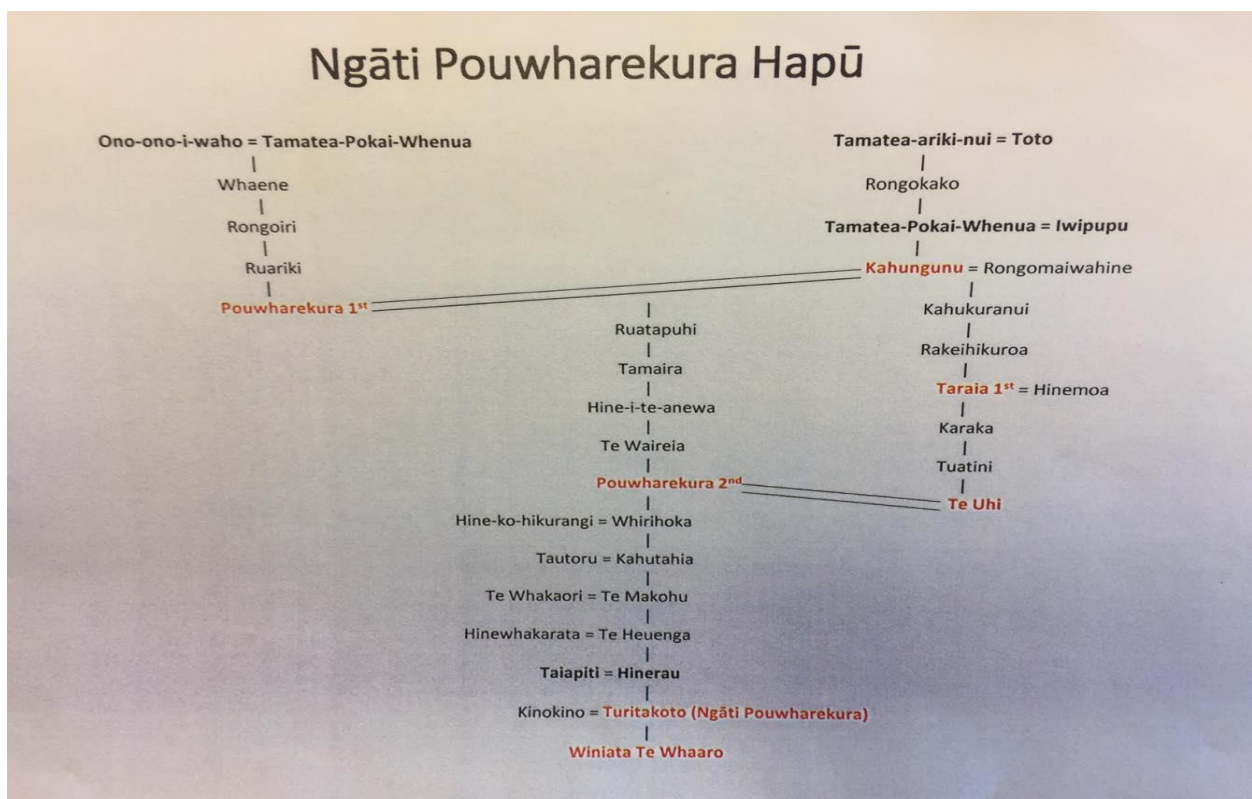 Ngāti Pouwharekura Hapū
Ono-ono-i-waho = Tamatea-Pokai-Whenua
Whaene
Rongoiri
Ruariki
Pouwharekura 1st
Tamatea-ariki-nui = Toto
Rongokako
Tamatea-Pokai-Whenua = Iwipupu
Kahungunu = Rongomaiwahine
Kahukuranui
Rakeihikuroa
Taraia 1st = Hinemoa
Karaka
Tuatini
Te Uhi
Ruatapuhi
Tamaira
Hine-i-te-anewa
Te Waireia
Pouwharekura 2nd
Hine-ko-hikurangi = Whirihoka
Tautoru = Kahutahia
Te Whakaori = Te Makohu
Hinewhakarata = Te Heuenga
Taiapiti = Hinerau
Kinokino = Turitakoto (Ngāti Pouwharekura)
Winiata Te Whaaro